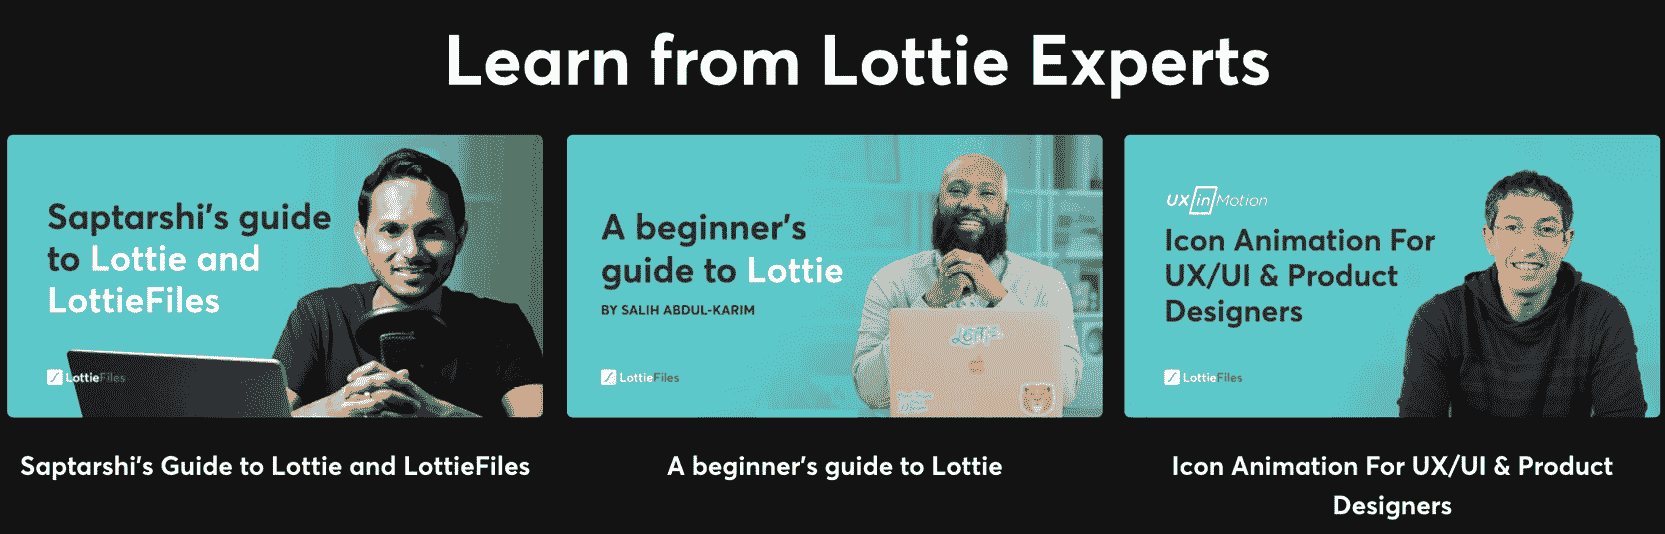 Learn from Lottie Experts
Saptarshi's guide
to Lottie and
LottieFiles
LottieFiles
A beginner's
guide to Lottie
BY SALIH ABDUL-KARIM
LottieFiles
LOTTIE
UX in Motion
Icon Animation For
UX/UI & Product
Designers
LottieFiles
Saptarshi's Guide to Lottie and LottieFiles
A beginner's guide to Lottie
Icon Animation For UX/UI & Product
Designers